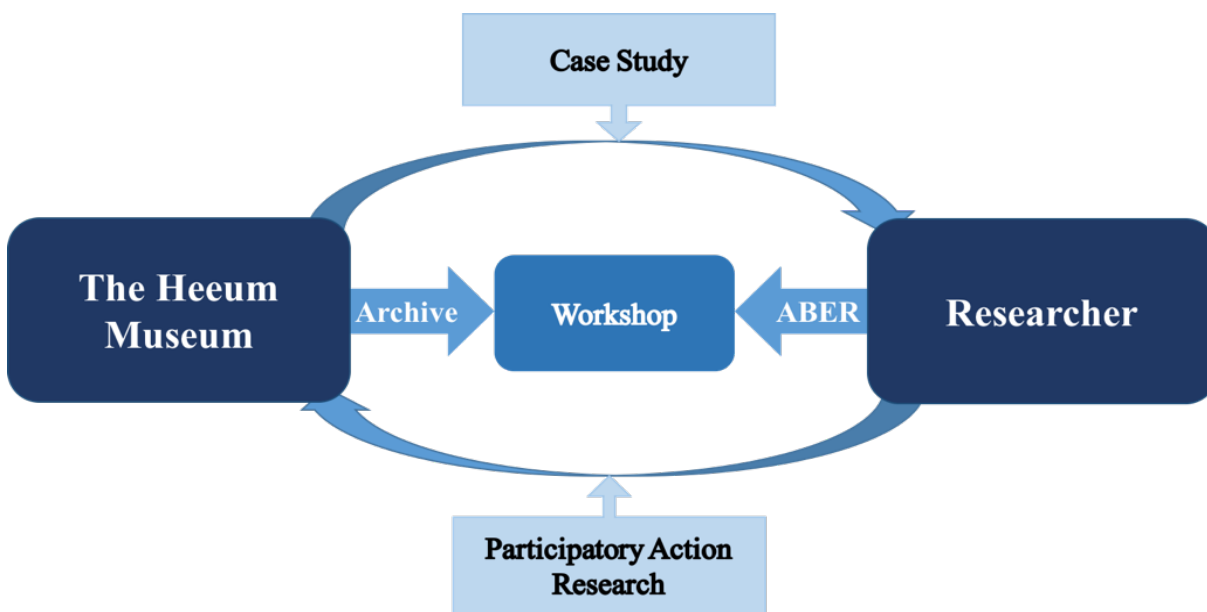 Case Study
The Heeum
Museum
Archive
Workshop
ABER
Researcher
Participatory Action
Research